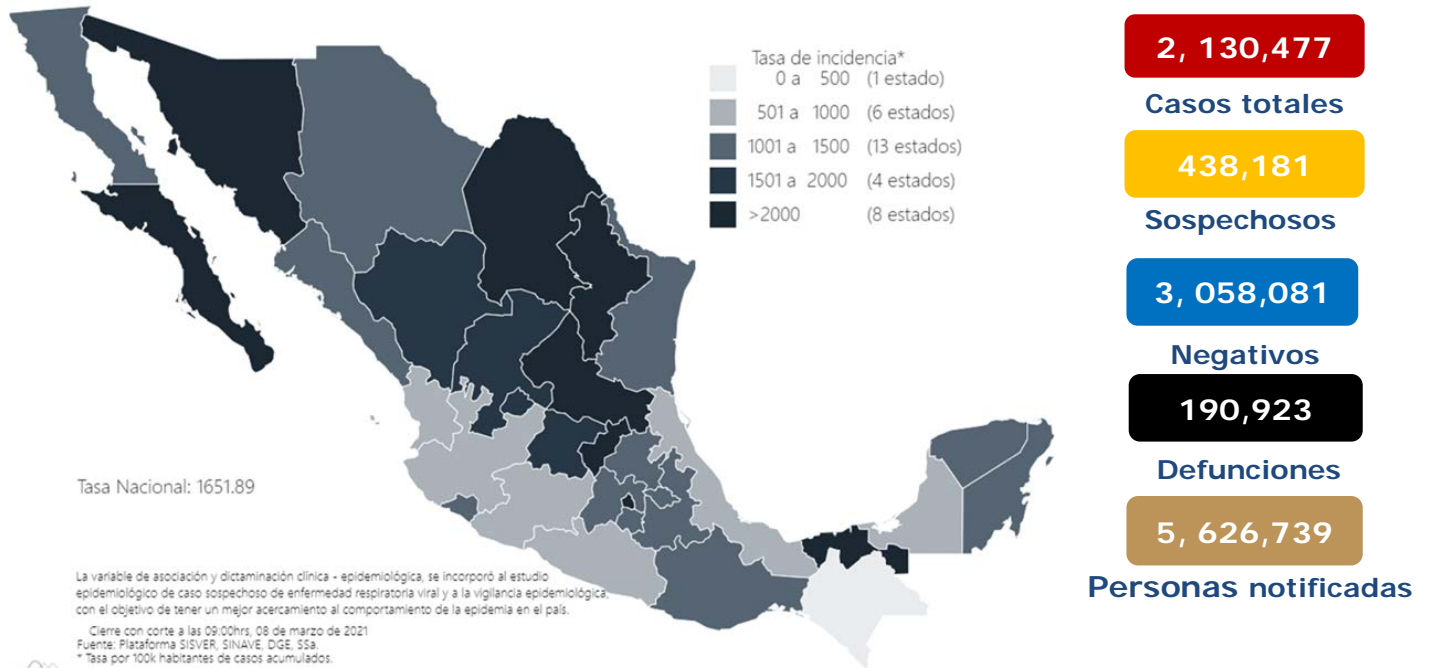 Tasa de incidencia*
0 a 500 (1 estado)
501 a 1000 (6 estados)
1001 a 1500 (13 estados)
1501 a 2000 (4 estados)
>2000 (8 estados)
Tasa Nacional: 1651.89
La variable de asociación y dictaminación clínica - epidemiológica, se incorporó al estudio
epidemiológico de caso sospechoso de enfermedad respiratoria viral y a la vigilancia epidemiológica,
con el objetivo de tener un mejor acercamiento al comportamiento de la epidemia en el país.
Cierre con corte a las 09:00hrs, 08 de marzo de 2021
Fuente: Plataforma SISVER, SINAVE, DGE, SSa.
* Tasa por 100k habitantes de casos acumulados.
2, 130,477
Casos totales
438,181
Sospechosos
3, 058,081
Negativos
190,923
Defunciones
5, 626,739
Personas notificadas